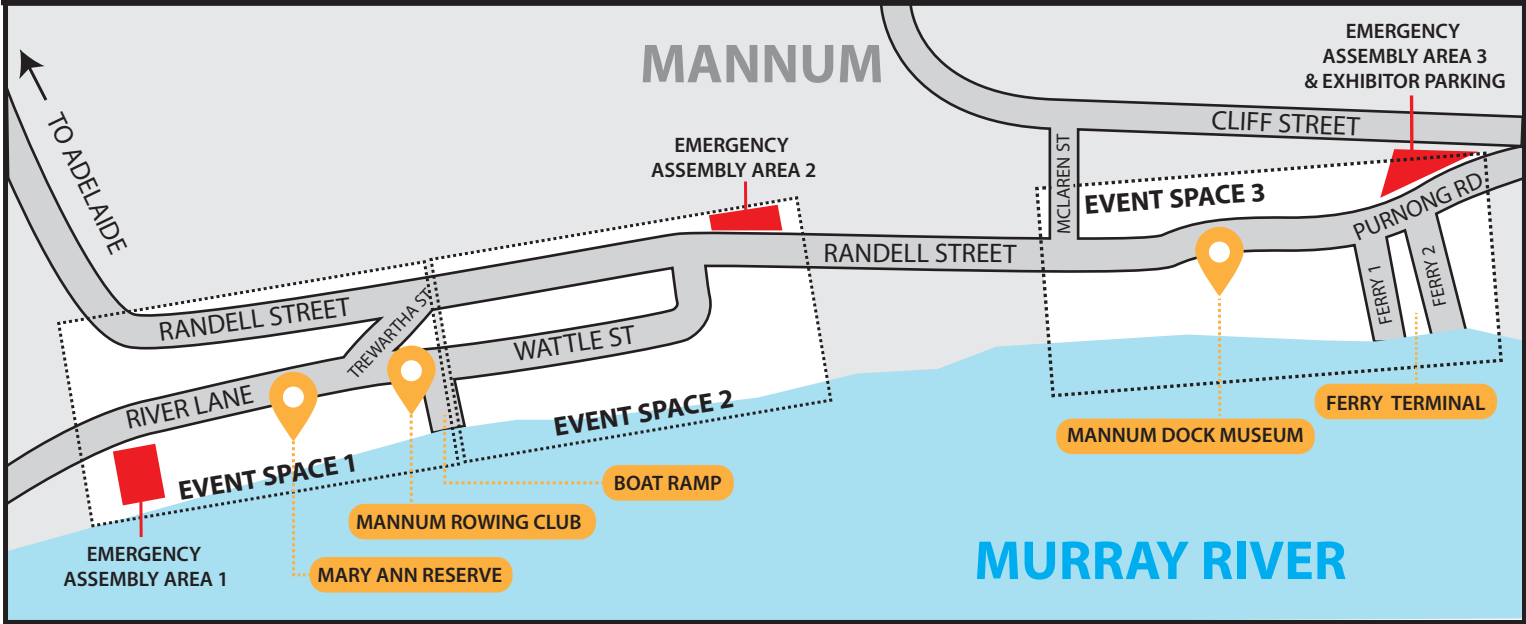 MANNUM
EMERGENCY
ASSEMBLY AREA 3
& EXHIBITOR PARKING
CLIFF STREET
TO ADELAIDE
EMERGENCY
ASSEMBLY AREA 2
MCLAREN ST
EVENT SPACE 3
PURNONG RD
RANDELL STREET
FERRY 1
FERRY 2
RANDELL STREET
TREWARTHA ST
WATTLE ST
RIVER LANE
EVENT SPACE 2
FERRY TERMINAL
MANNUM DOCK MUSEUM
EVENT SPACE 1
BOAT RAMP
MANNUM ROWING CLUB
EMERGENCY
ASSEMBLY AREA 1
MARY ANN RESERVE
MURRAY RIVER